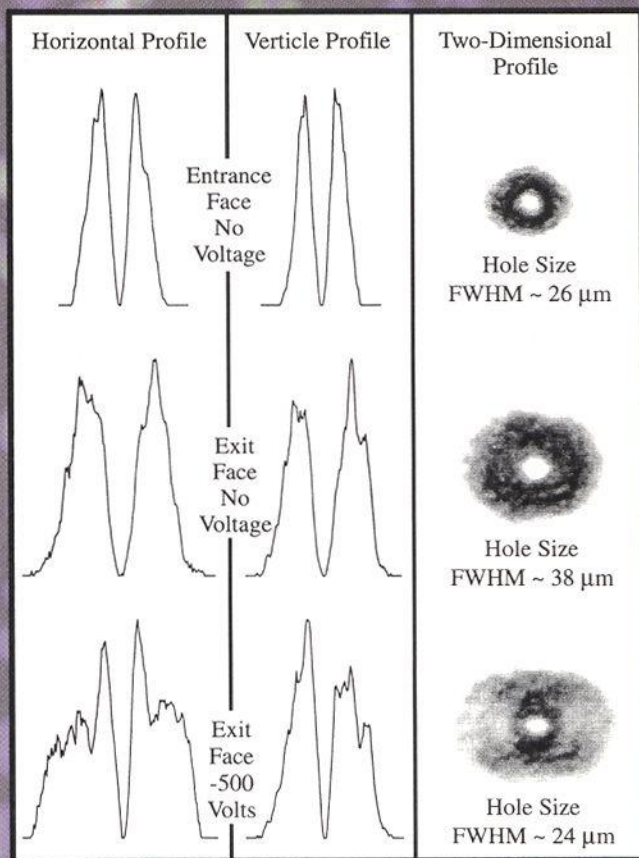 Horizontal Profile
Verticle Profile
Two-Dimensional
Profile
Entrance
Face
No
Voltage
Hole Size
FWHM ~ 26 μm
Exit
Face
No
Voltage
Hole Size
FWHM ~ 38 μm
Exit
Face
-500
Volts
Hole Size
FWHM ~ 24 μm